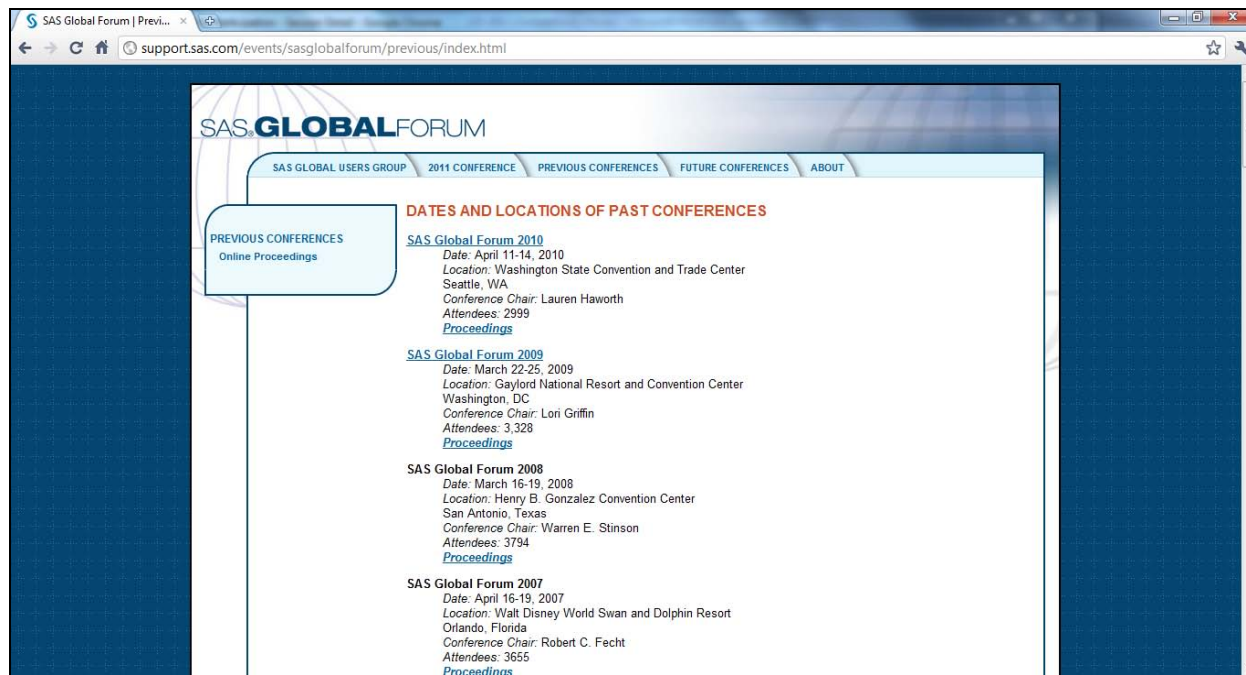 SAS Global Forum | Previ...
support.sas.com/events/sasglobalforum/previous/index.html
SAS® GLOBALFORUM
SAS GLOBAL USERS GROUP 2011 CONFERENCE PREVIOUS CONFERENCES FUTURE CONFERENCES ABOUT
PREVIOUS CONFERENCES
Online Proceedings
DATES AND LOCATIONS OF PAST CONFERENCES
SAS Global Forum 2010
Date: April 11-14, 2010
Location: Washington State Convention and Trade Center
Seattle, WA
Conference Chair: Lauren Haworth
Attendees: 2999
Proceedings
SAS Global Forum 2009
Date: March 22-25, 2009
Location: Gaylord National Resort and Convention Center
Washington, DC
Conference Chair: Lori Griffin
Attendees: 3,328
Proceedings
SAS Global Forum 2008
Date: March 16-19, 2008
Location: Henry B. Gonzalez Convention Center
San Antonio, Texas
Conference Chair: Warren E. Stinson
Attendees: 3794
Proceedings
SAS Global Forum 2007
Date: April 16-19, 2007
Location: Walt Disney World Swan and Dolphin Resort
Orlando, Florida
Conference Chair: Robert C. Fecht
Attendees: 3655
Proceedings